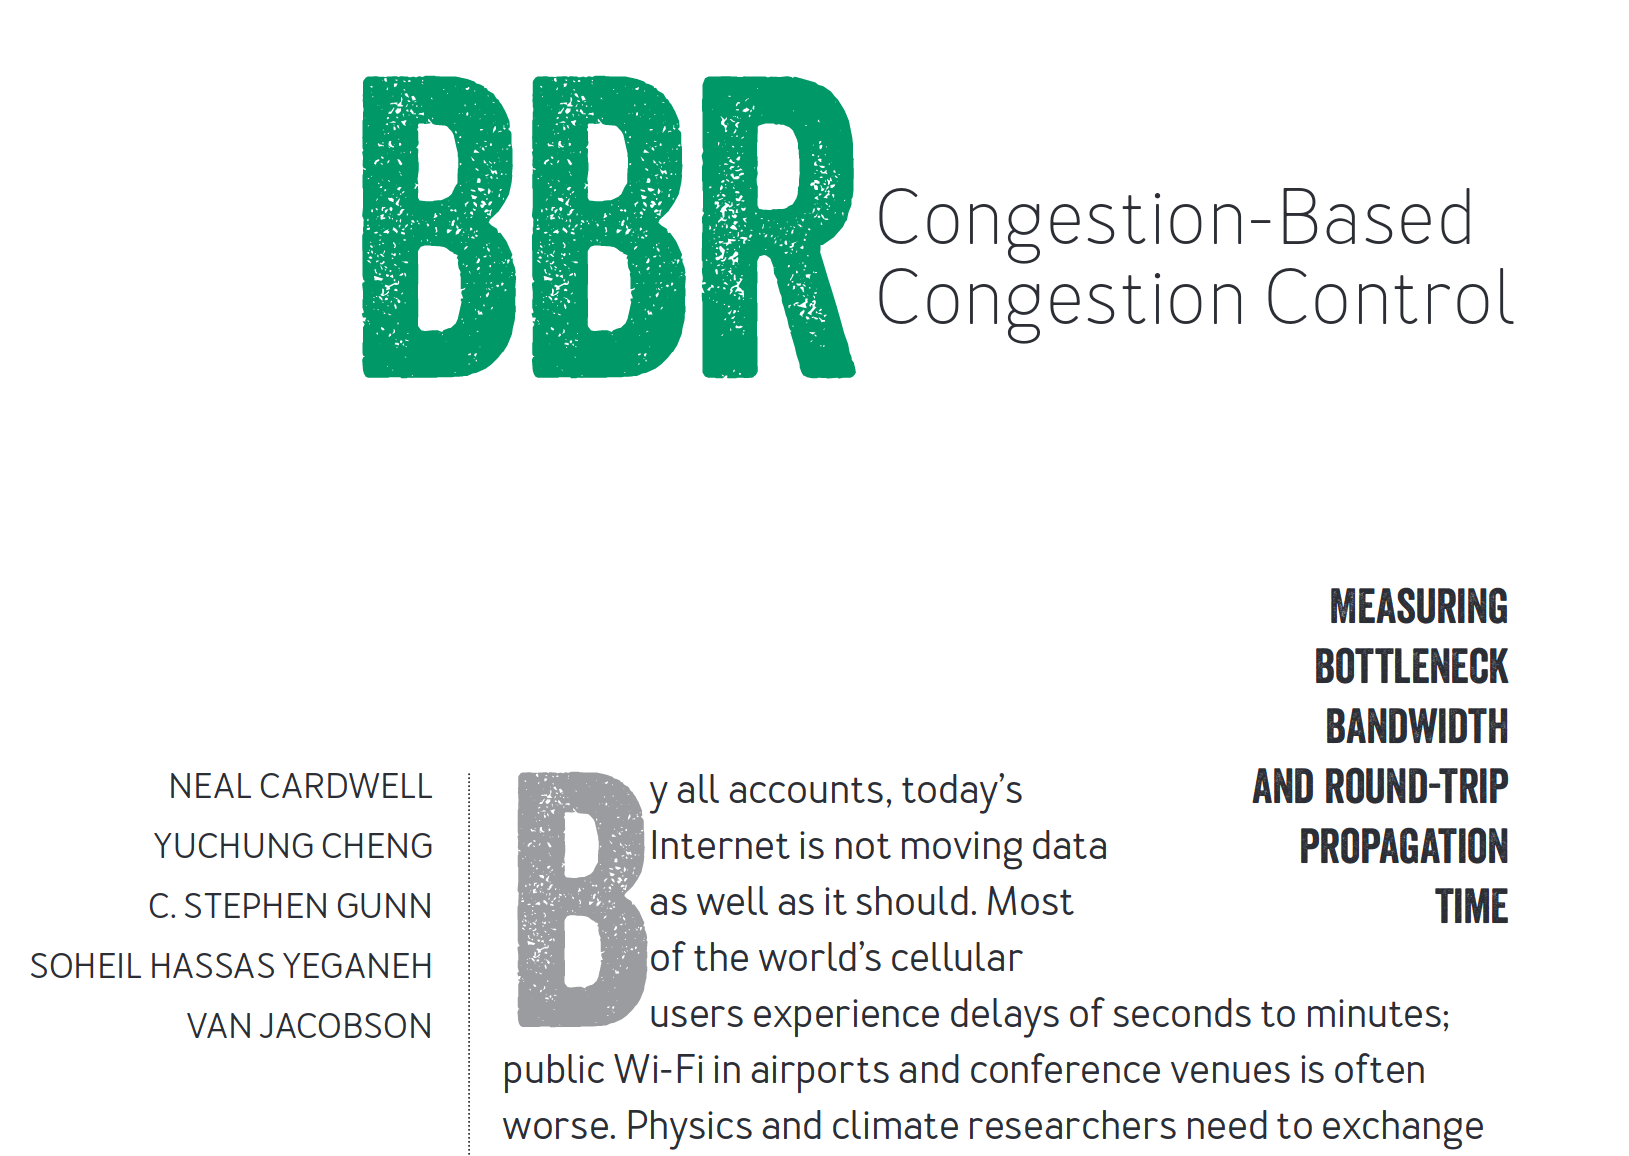 BBR
Congestion-Based
Congestion Control
MEASURING
BOTTLENECK
BANDWIDTH
AND ROUND-TRIP
PROPAGATION
TIME
NEAL CARDWELL
YUCHUNG CHENG
C. STEPHEN GUNN
SOHEIL HASSAS YEGANEH
VAN JACOBSON
By all accounts, today’s
Internet is not moving data
as well as it should. Most
of the world’s cellular
users experience delays of seconds to minutes;
public Wi-Fi in airports and conference venues is often
worse. Physics and climate researchers need to exchange